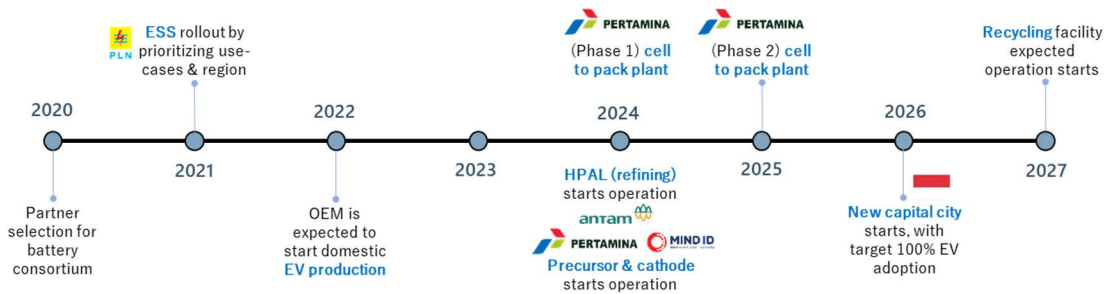 PLN
ESS rollout by
prioritizing use-
cases & region
PERTAMINA
(Phase 1) cell
to pack plant
PERTAMINA
(Phase 2) cell
to pack plant
Recycling facility
expected
operation starts
2020
2022
2024
2026
2021
2023
2025
2027
Partner
selection for
battery
consortium
OEM is
expected to
start domestic
EV production
HPAL (refining)
starts operation
antam
PERTAMINA
MIND ID
Precursor & cathode
starts operation
New capital city
starts, with
target 100% EV
adoption